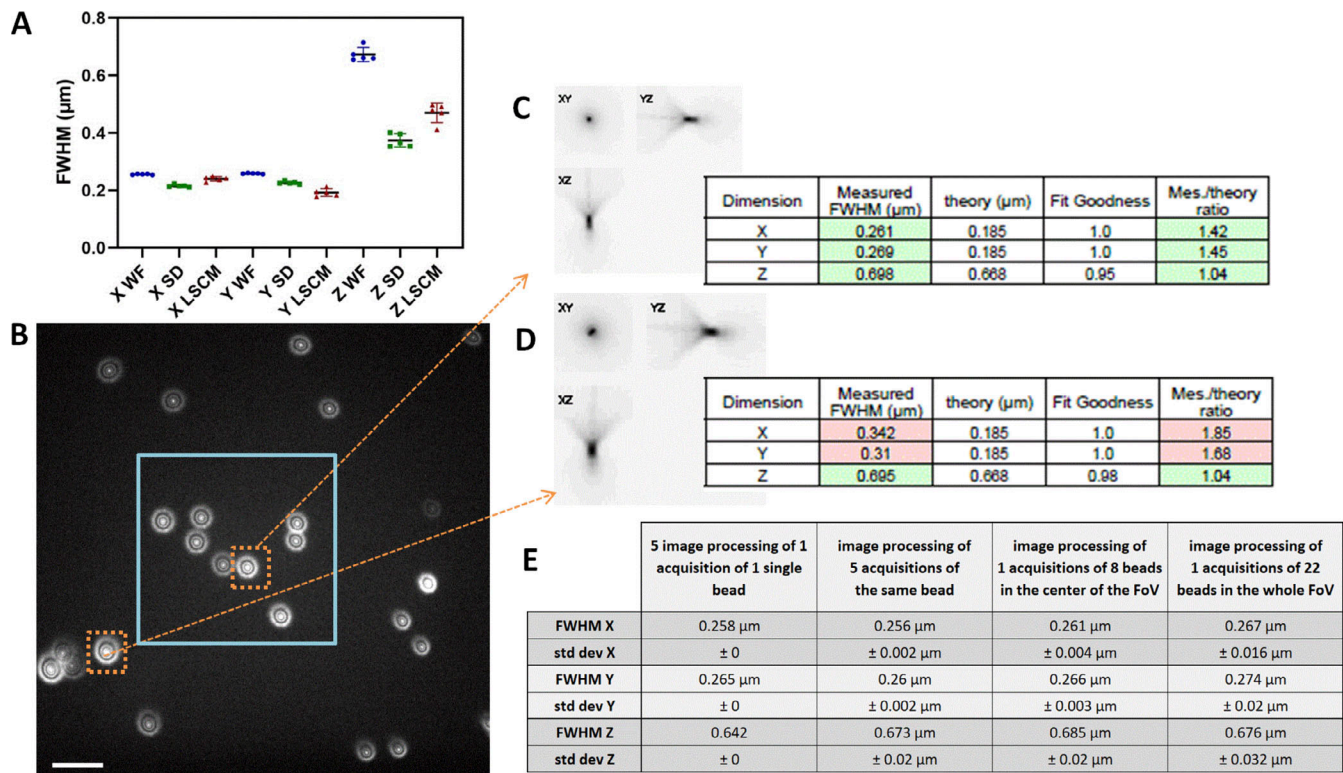 A
0.8
0.6
0.4
0.2
0.0
FWHM (µm)
X WF
X SD
X LSCM
Y WF
Y SD
Y LSCM
Z WF
Z SD
Z LSCM
B
C
XY
YZ
XZ
Dimension Measured FWHM (µm) theory (µm) Fit Goodness Mes./theory ratio
X 0.261 0.185 1.0 1.42
Y 0.269 0.185 1.0 1.45
Z 0.698 0.668 0.95 1.04
D
XY
YZ
XZ
Dimension Measured FWHM (µm) theory (µm) Fit Goodness Mes./theory ratio
X 0.342 0.185 1.0 1.85
Y 0.31 0.185 1.0 1.68
Z 0.695 0.668 0.98 1.04
E
5 image processing of 1 acquisition of 1 single bead
image processing of 5 acquisitions of the same bead
image processing of 1 acquisitions of 8 beads in the center of the FoV
image processing of 1 acquisitions of 22 beads in the whole FoV
FWHM X 0.258 µm 0.256 µm 0.261 µm 0.267 µm
std dev X ± 0 ± 0.002 µm ± 0.004 µm ± 0.016 µm
FWHM Y 0.265 µm 0.26 µm 0.266 µm 0.274 µm
std dev Y ± 0 ± 0.002 µm ± 0.003 µm ± 0.02 µm
FWHM Z 0.642 0.673 µm 0.685 µm 0.676 µm
std dev Z ± 0 ± 0.02 µm ± 0.02 µm ± 0.032 µm